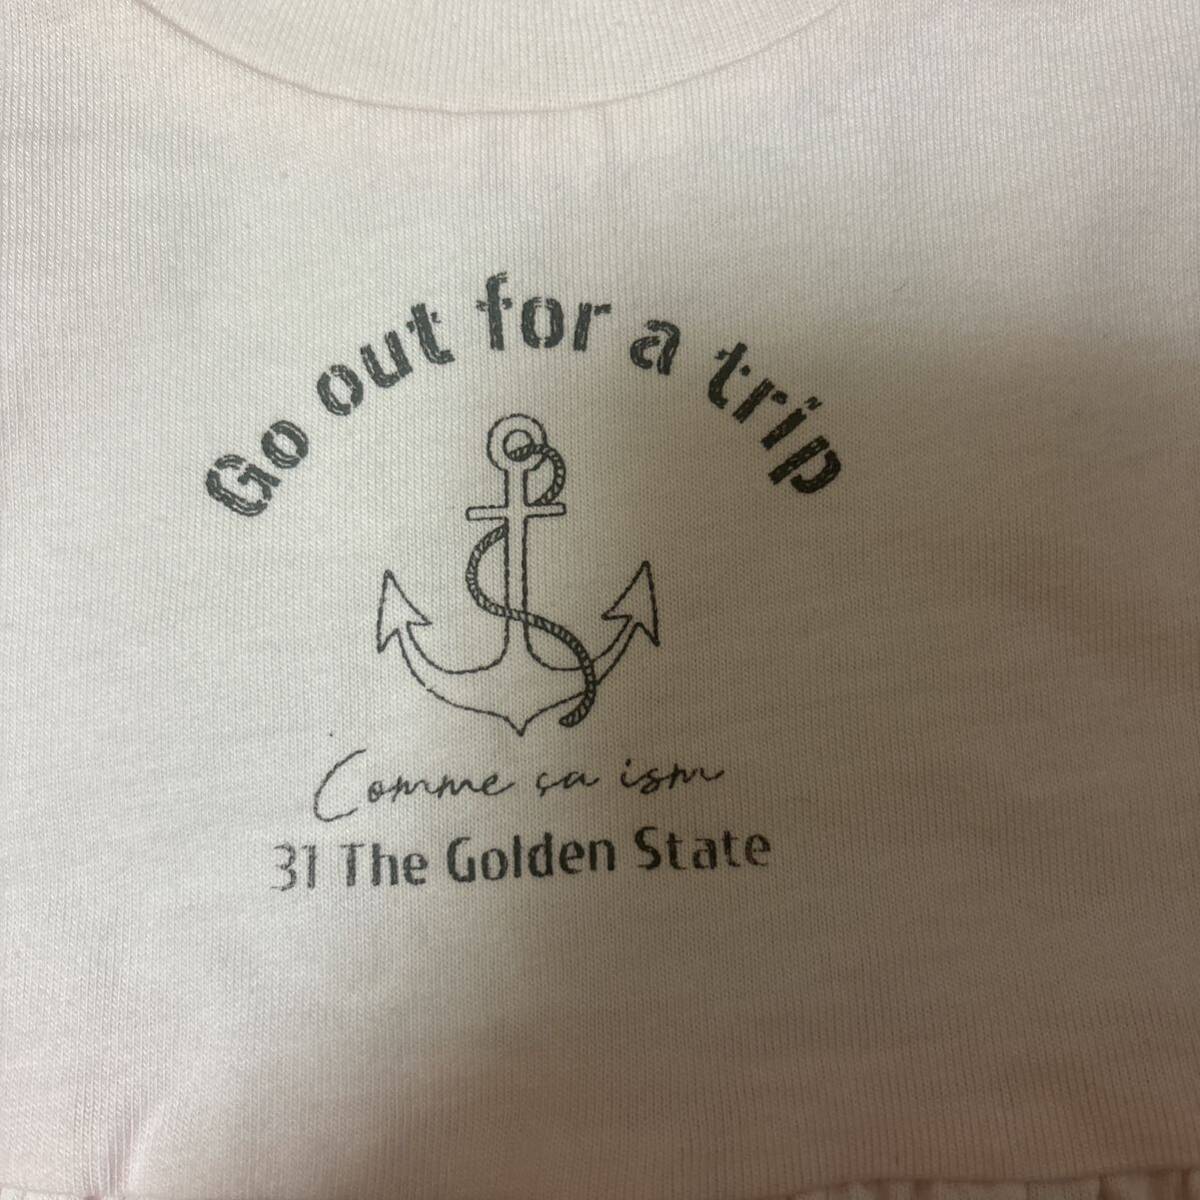 Go out for a trip
Comme ça ism
31 The Golden State